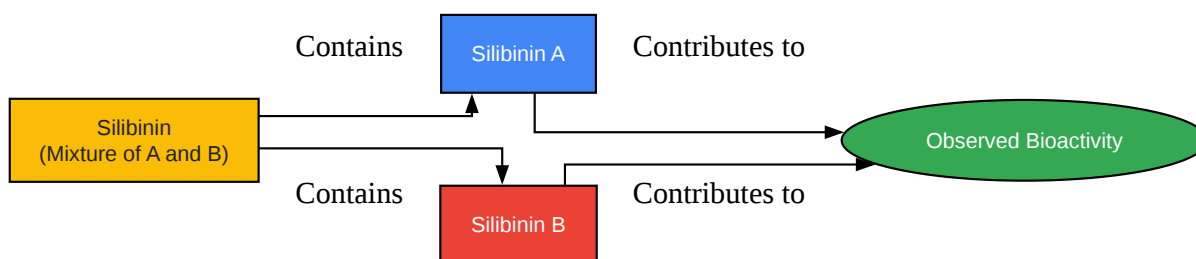 Contains
Silibinin A
Contributes to
Silibinin
(Mixture of A and B)
Observed Bioactivity
Contains
Silibinin B
Contributes to